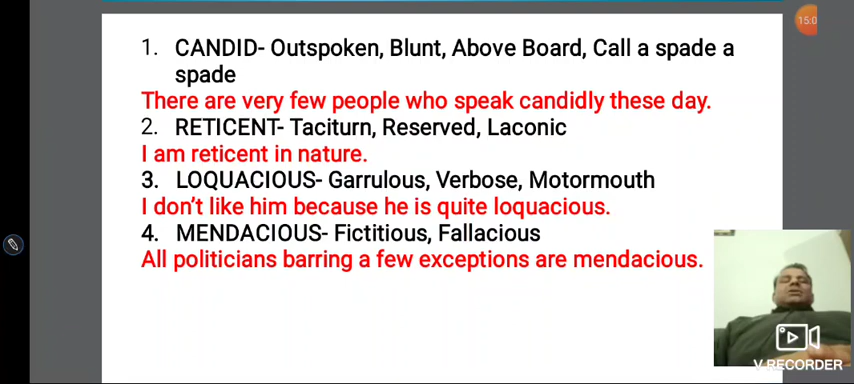 15:0
1. CANDID- Outspoken, Blunt, Above Board, Call a spade a
spade
There are very few people who speak candidly these day.
2. RETICENT- Taciturn, Reserved, Laconic
I am reticent in nature.
3. LOQUACIOUS- Garrulous, Verbose, Motormouth
I don't like him because he is quite loquacious.
4. MENDACIOUS- Fictitious, Fallacious
All politicians barring a few exceptions are mendacious.
V RECORDER